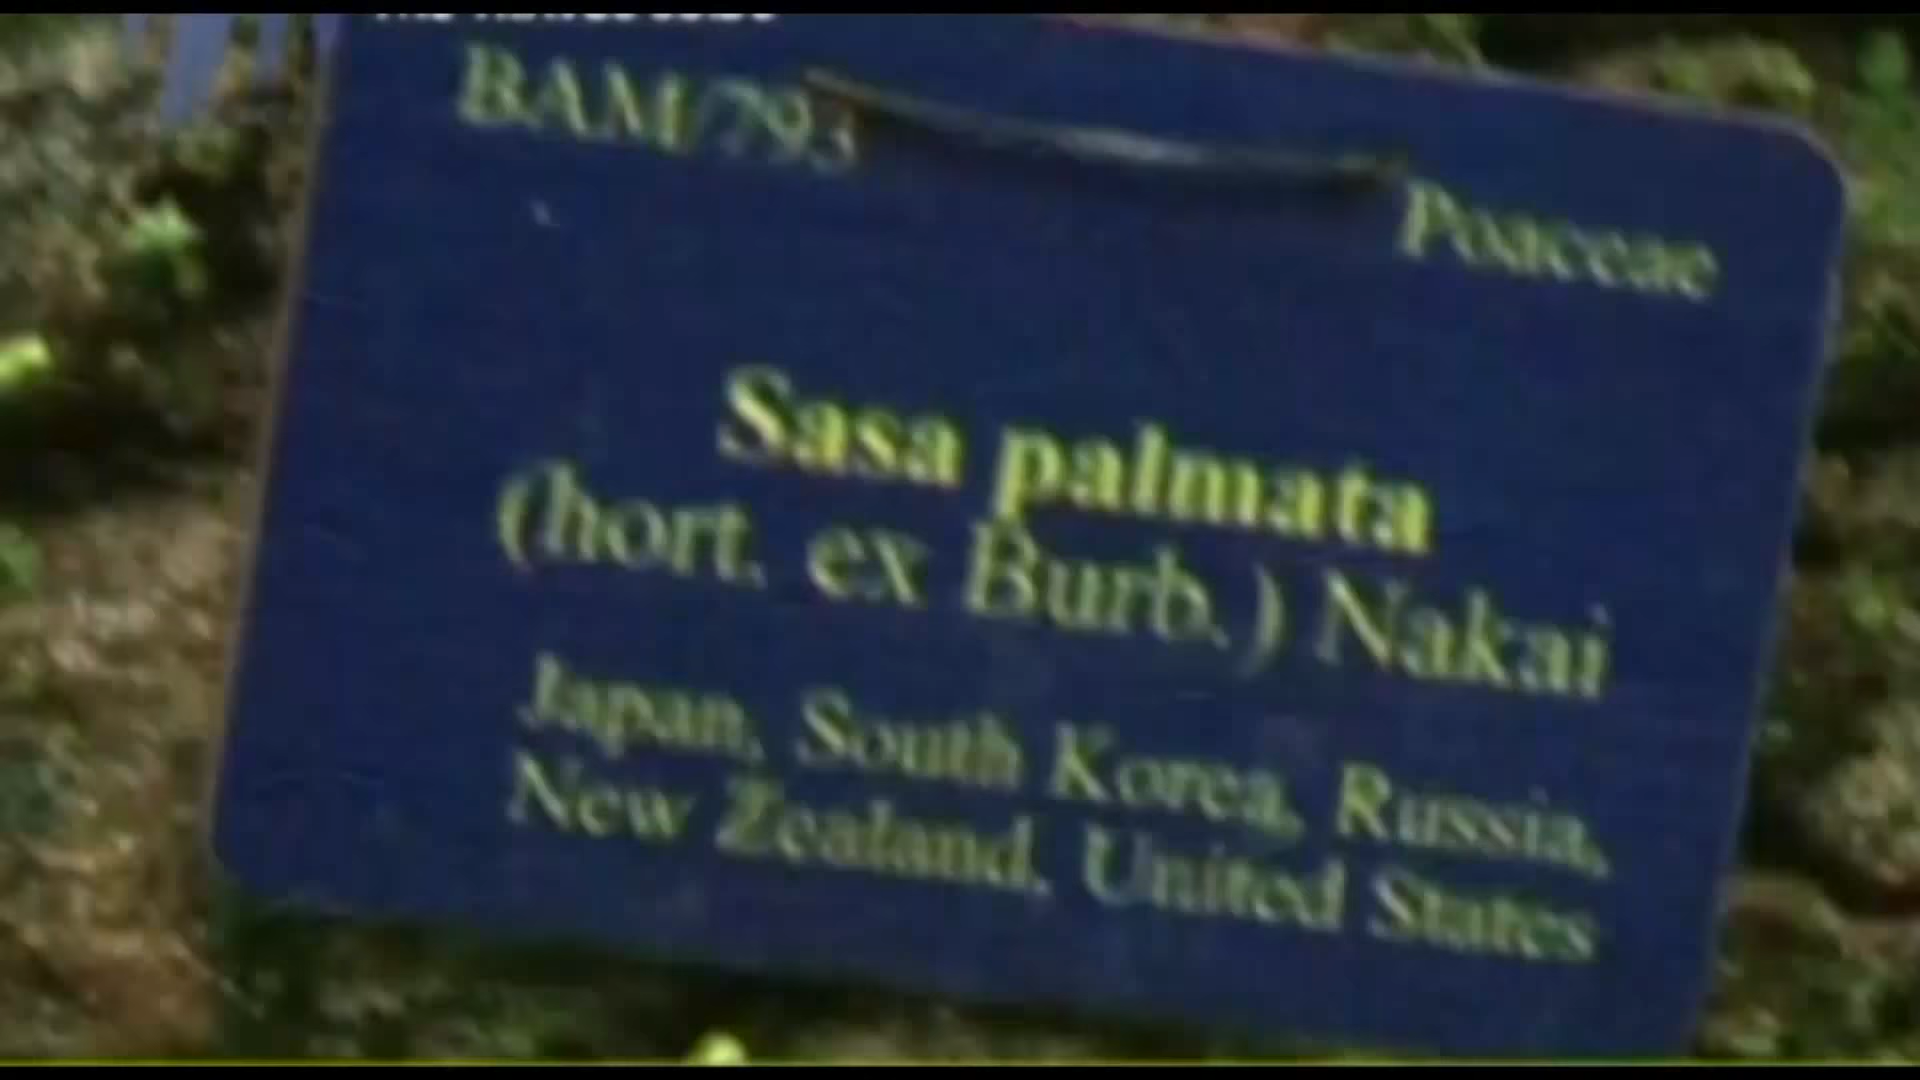 BAM/793
Poaceae
Sasa palmata
(hort. ex Burb.) Nakai
Japan, South Korea, Russia,
New Zealand, United States